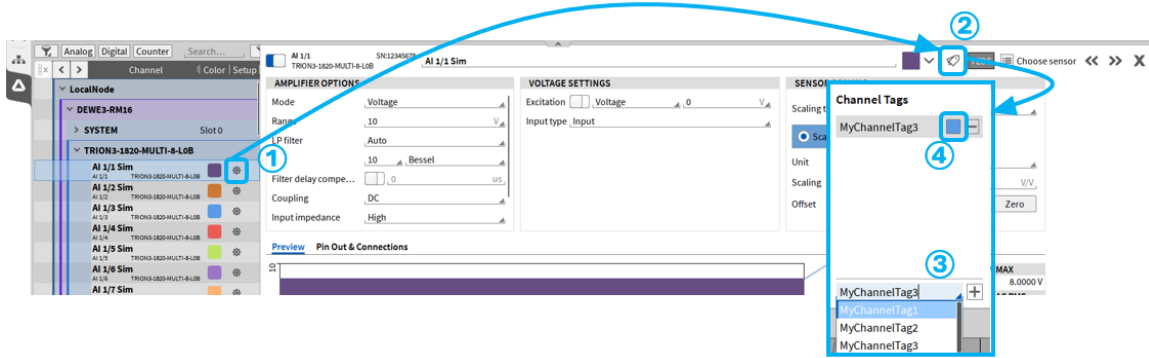 ②
AI 1/1
SN:12345678
TRION3-1820-MULTI-8-L0B
AI 1/1 Sim
TEDS
Choose sensor
X
Analog Digital Counter Search...
Channel Color Setup
LocalNode
DEWE3-RM16
SYSTEM Slot 0
TRION3-1820-MULTI-8-L0B
①
AI 1/1 Sim
AI 1/1 TRION3-1820-MULTI-8-L0B
AI 1/2 Sim
AI 1/2 TRION3-1820-MULTI-8-L0B
AI 1/3 Sim
AI 1/3 TRION3-1820-MULTI-8-L0B
AI 1/4 Sim
AI 1/4 TRION3-1820-MULTI-8-L0B
AI 1/5 Sim
AI 1/5 TRION3-1820-MULTI-8-L0B
AI 1/6 Sim
AI 1/6 TRION3-1820-MULTI-8-L0B
AI 1/7 Sim
AMPLIFIER OPTIONS
Mode Voltage
Range 10 V
LP filter Auto
10 Bessel
Filter delay compe... 0 us
Coupling DC
Input impedance High
VOLTAGE SETTINGS
Excitation Voltage 0 V
Input type Input
SENSOR
Scaling
Sca
Unit
Scaling V/V
Offset Zero
Channel Tags
MyChannelTag3
④
③
MyChannelTag3 +
MyChannelTag1
MyChannelTag2
MyChannelTag3
Preview Pin Out & Connections
10
MAX
8.0000 V